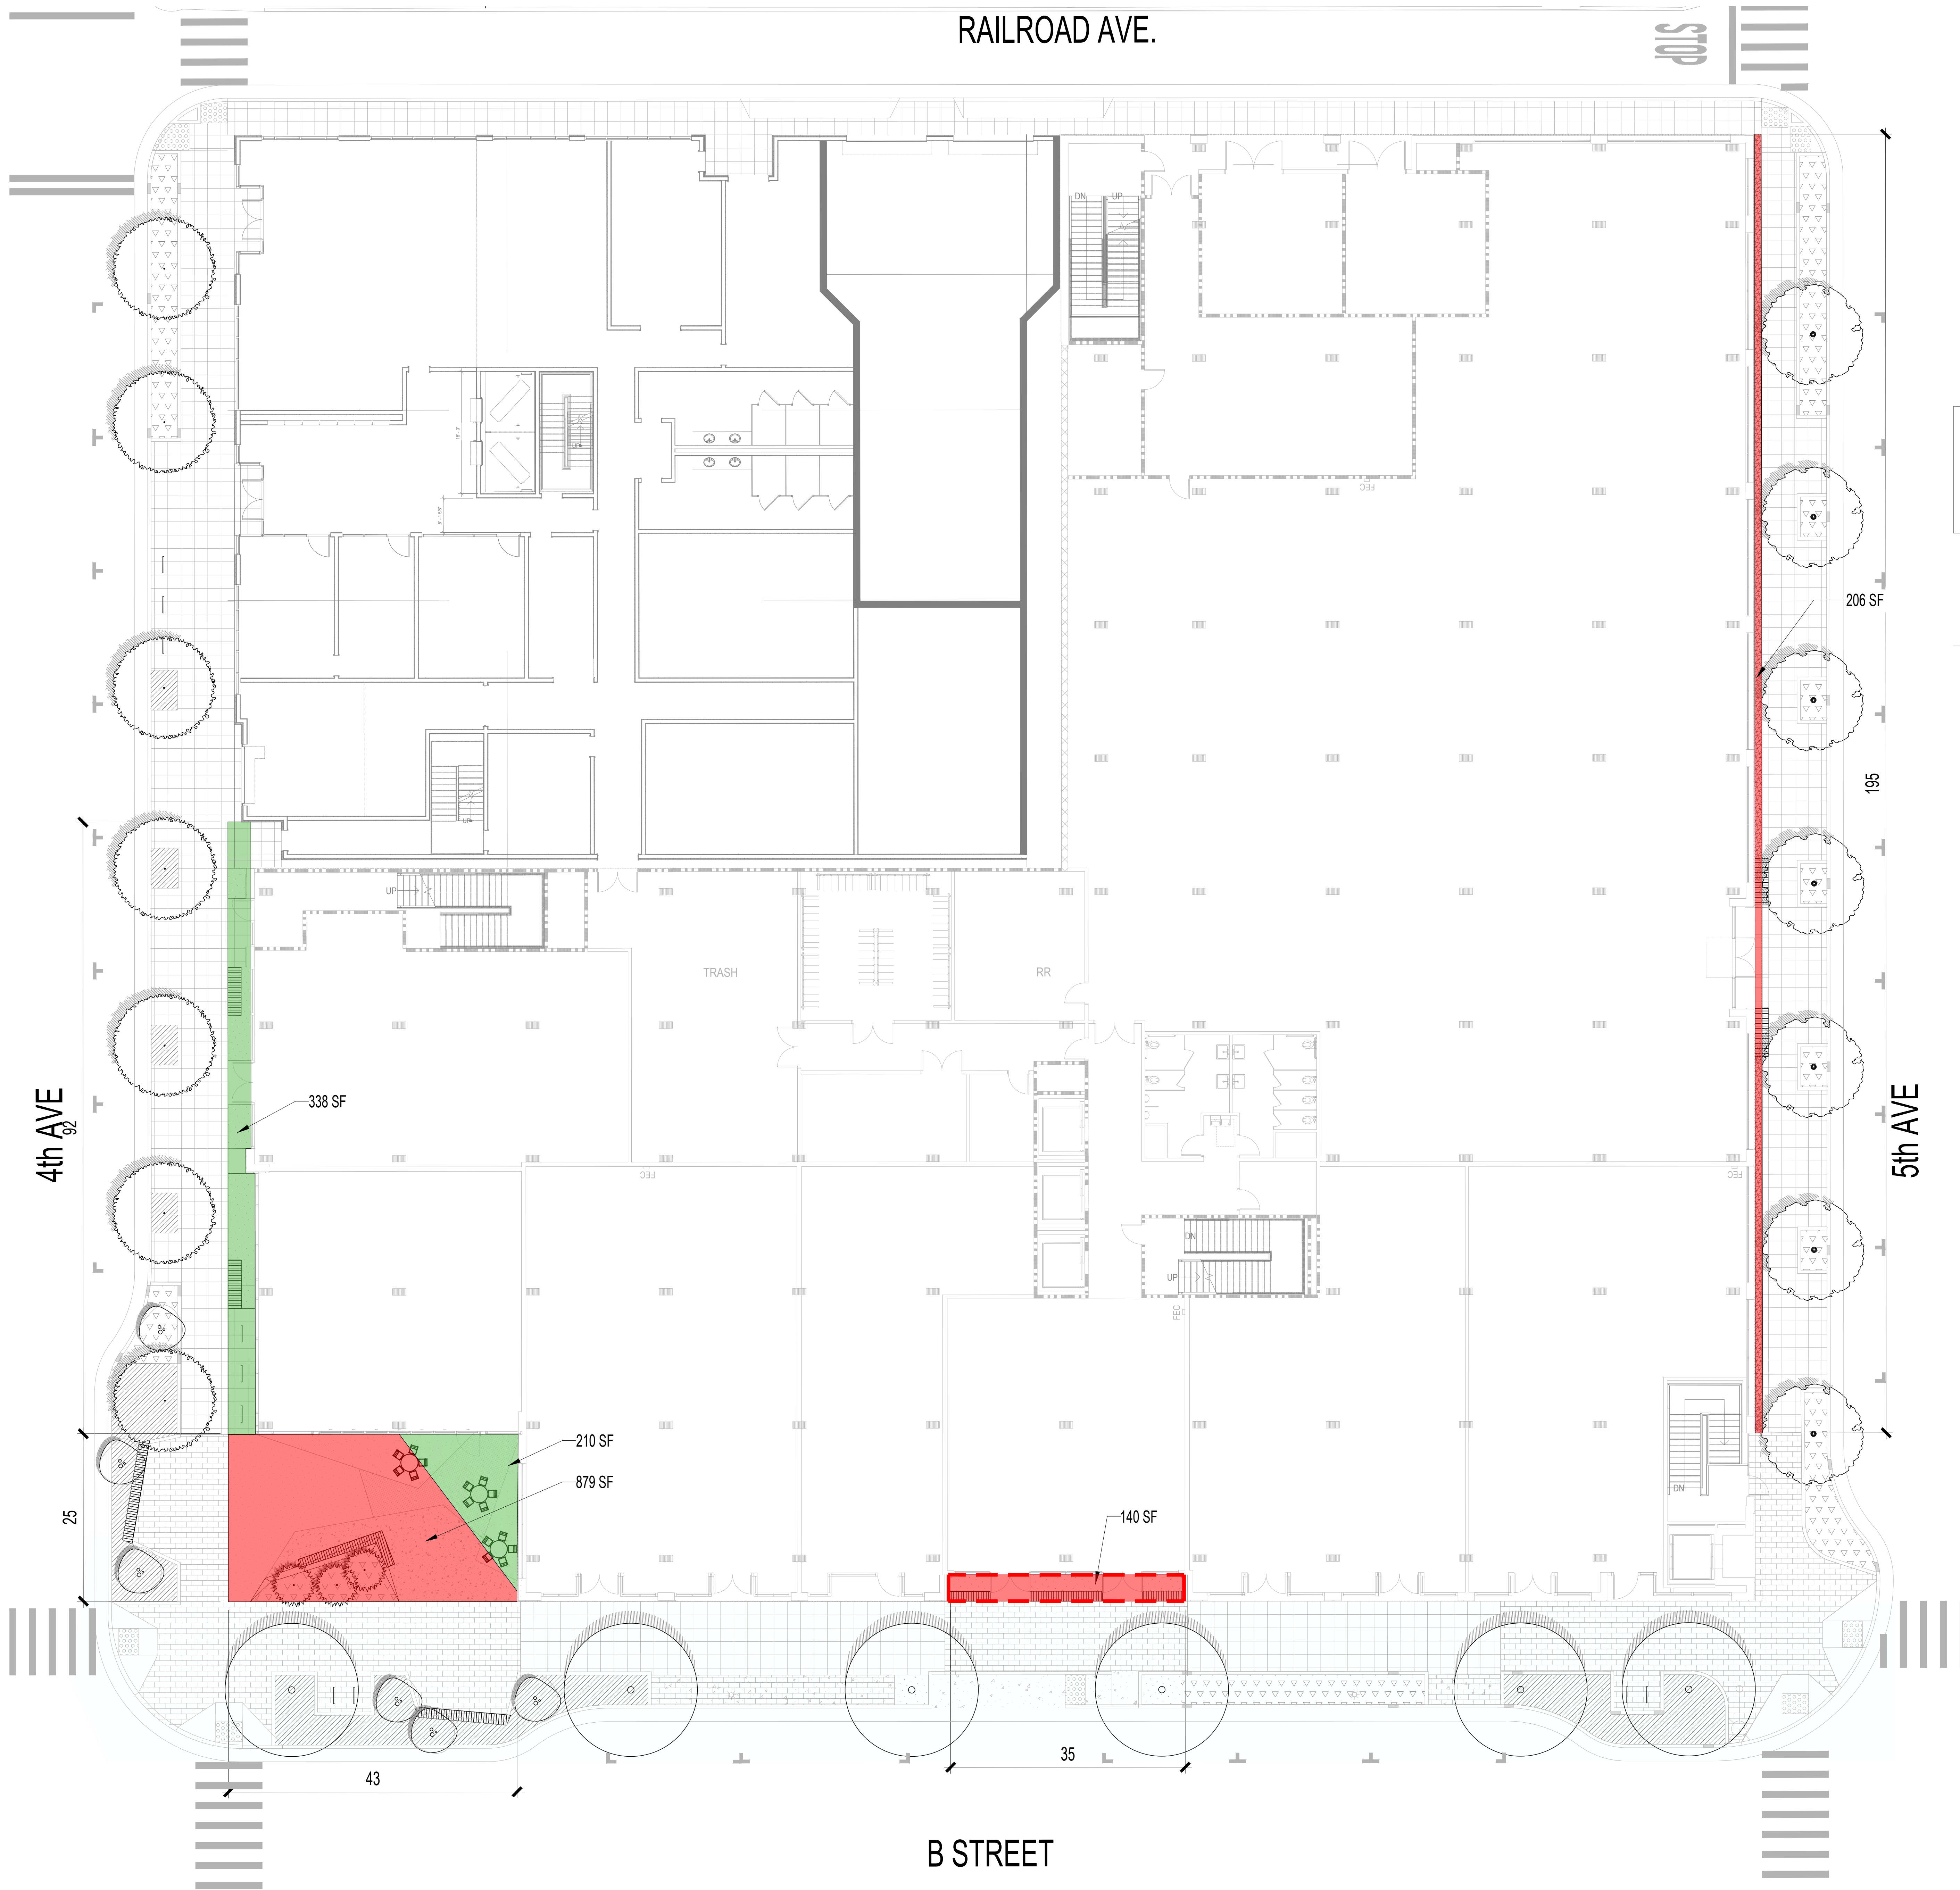 RAILROAD AVE.
STOP
DN
UP
FEC
206 SF
195
UP
UP
TRASH
RR
338 SF
4th AVE
92
5th AVE
FEC
FEC
DN
UP
FEC
210 SF
879 SF
25
140 SF
DN
35
43
B STREET